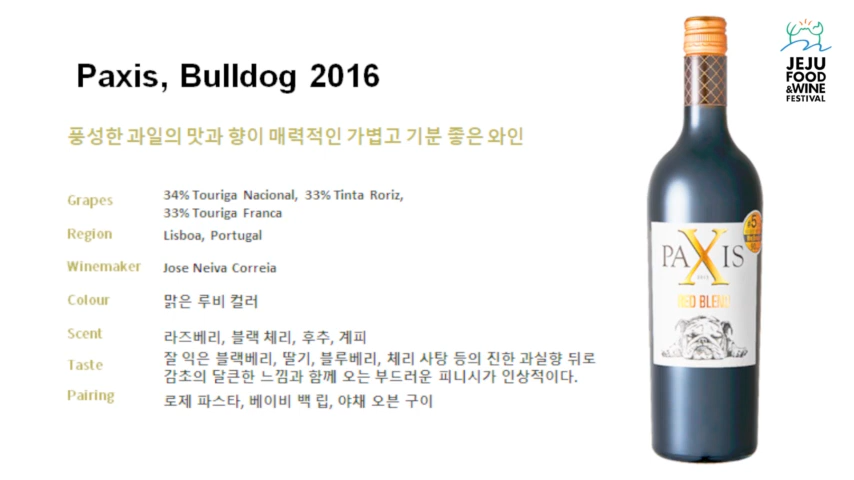 Paxis, Bulldog 2016
JEJU
FOOD
&WINE
FESTIVAL
풍성한 과일의 맛과 향이 매력적인 가볍고 기분 좋은 와인
Grapes
34% Touriga Nacional, 33% Tinta Roriz,
33% Touriga Franca
Region
Lisboa, Portugal
Winemaker
Jose Neiva Correia
Colour
맑은 루비 컬러
Scent
라즈베리, 블랙 체리, 후추, 계피
Taste
잘 익은 블랙베리, 딸기, 블루베리, 체리 사탕 등의 진한 과실향 뒤로
감초의 달큰한 느낌과 함께 오는 부드러운 피니시가 인상적이다.
Pairing
로제 파스타, 베이비 백 립, 야채 오븐 구이
PAXIS
RED BLEND